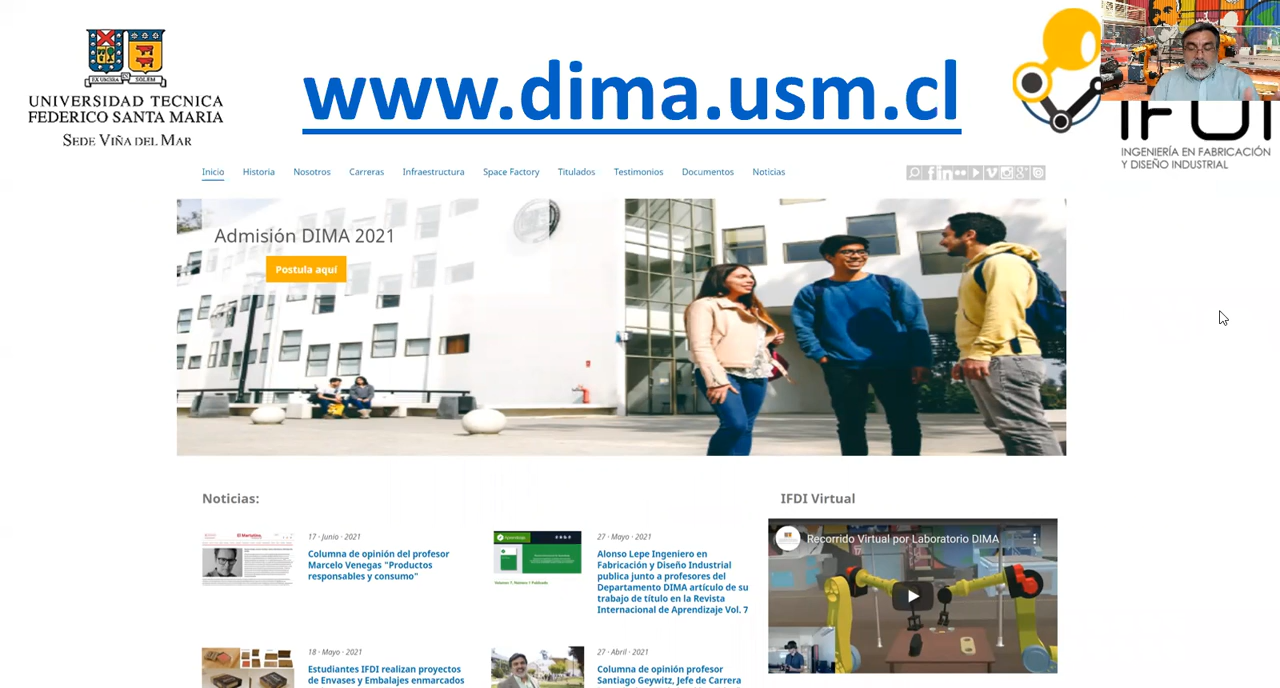 EX UMBRA IN SOLEM
UNIVERSIDAD TECNICA
FEDERICO SANTA MARIA
SEDE VIÑA DEL MAR
www.dima.usm.cl
IFDI
INGENIERÍA EN FABRICACIÓN
Y DISEÑO INDUSTRIAL
Inicio Historia Nosotros Carreras Infraestructura Space Factory Titulados Testimonios Documentos Noticias
Admisión DIMA 2021
Postula aquí
Noticias:
17 · Junio · 2021
Columna de opinión del profesor
Marcelo Venegas "Productos
responsables y consumo"
27 · Mayo · 2021
Alonso Lepe Ingeniero en
Fabricación y Diseño Industrial
publica junto a profesores del
Departamento DIMA artículo de su
trabajo de título en la Revista
Internacional de Aprendizaje Vol. 7
18 · Mayo · 2021
Estudiantes IFDI realizan proyectos
de Envases y Embalajes enmarcados
27 · Abril · 2021
Columna de opinión profesor
Santiago Geywitz, Jefe de Carrera
IFDI Virtual
Recorrido Virtual por Laboratorio DIMA